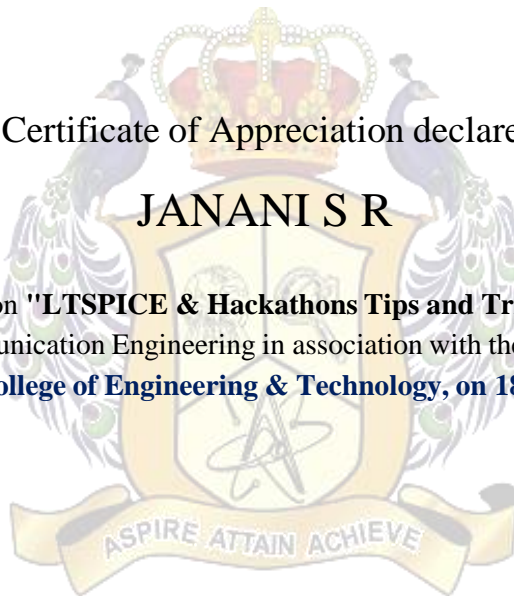 Certificate of Appreciation declare
JANANI S R
on "LTSPICE & Hackathons Tips and Tr
unication Engineering in association with the
ollege of Engineering & Technology, on 18
ASPIRE ATTAIN ACHIEVE